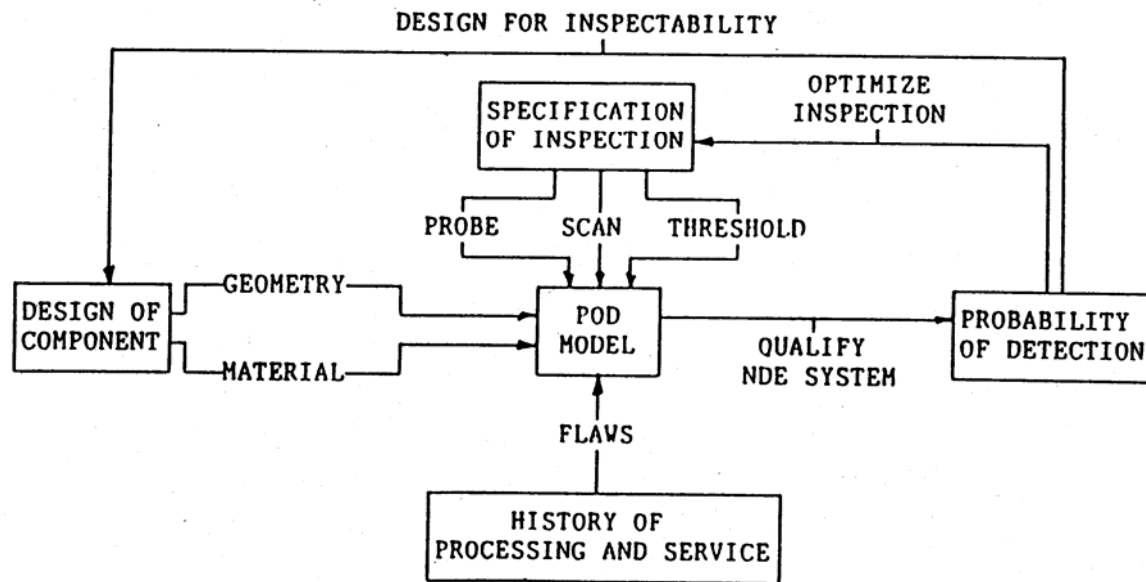 DESIGN FOR INSPECTABILITY
OPTIMIZE
INSPECTION
SPECIFICATION
OF INSPECTION
PROBE
SCAN
THRESHOLD
GEOMETRY
DESIGN OF
COMPONENT
MATERIAL
POD
MODEL
QUALIFY
NDE SYSTEM
PROBABILITY
OF DETECTION
FLAWS
HISTORY OF
PROCESSING AND SERVICE